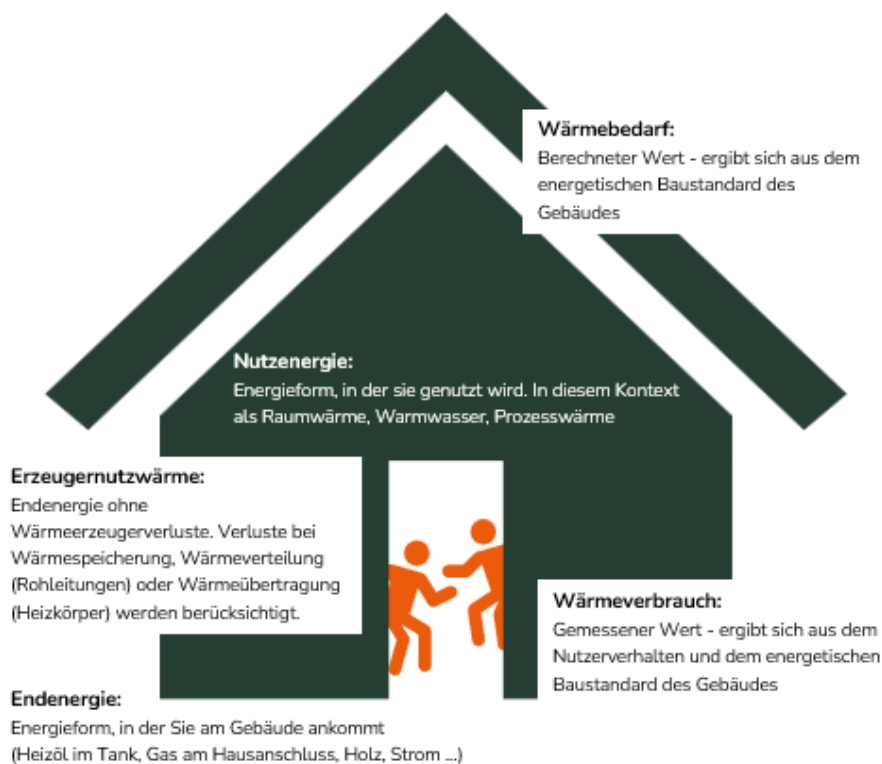 Wärmebedarf:
Berechneter Wert - ergibt sich aus dem
energetischen Baustandard des
Gebäudes
Nutzenergie:
Energieform, in der sie genutzt wird. In diesem Kontext
als Raumwärme, Warmwasser, Prozesswärme
Erzeugernutzwärme:
Endenergie ohne
Wärmeerzeugerverluste. Verluste bei
Wärmespeicherung, Wärmeverteilung
(Rohleitungen) oder Wärmeübertragung
(Heizkörper) werden berücksichtigt.
Wärmeverbrauch:
Gemessener Wert - ergibt sich aus dem
Nutzerverhalten und dem energetischen
Baustandard des Gebäudes
Endenergie:
Energieform, in der Sie am Gebäude ankommt
(Heizöl im Tank, Gas am Hausanschluss, Holz, Strom ...)